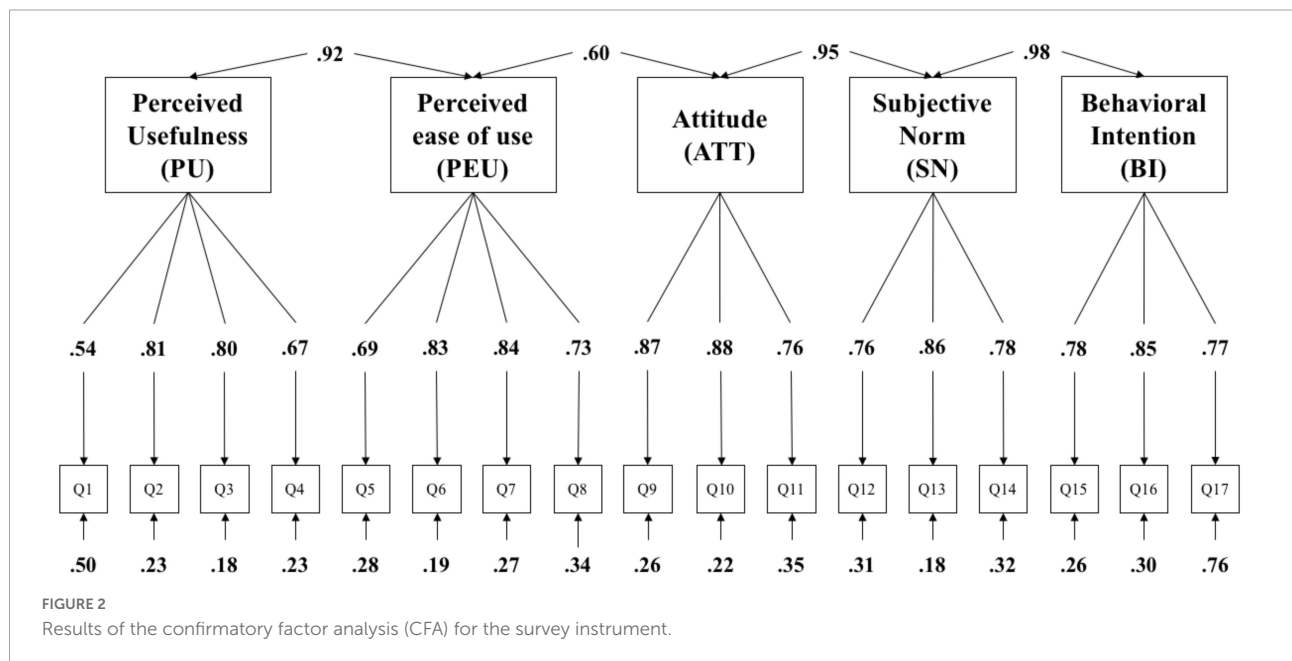 .92 .60 .95 .98
Perceived
Usefulness
(PU)
Perceived
ease of use
(PEU)
Attitude
(ATT)
Subjective
Norm
(SN)
Behavioral
Intention
(BI)
.54 .81 .80 .67 .69 .83 .84 .73 .87 .88 .76 .76 .86 .78 .78 .85 .77
Q1 Q2 Q3 Q4 Q5 Q6 Q7 Q8 Q9 Q10 Q11 Q12 Q13 Q14 Q15 Q16 Q17
.50 .23 .18 .23 .28 .19 .27 .34 .26 .22 .35 .31 .18 .32 .26 .30 .76
FIGURE 2
Results of the confirmatory factor analysis (CFA) for the survey instrument.